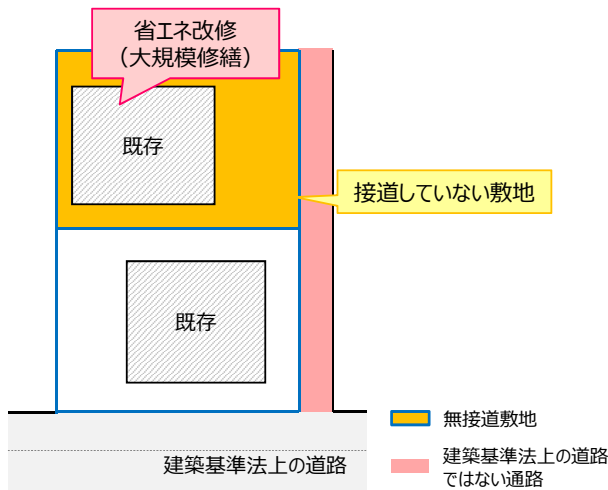 省エネ改修
（大規模修繕）
既存
接道していない敷地
既存
無接道敷地
建築基準法上の道路
ではない通路
建築基準法上の道路